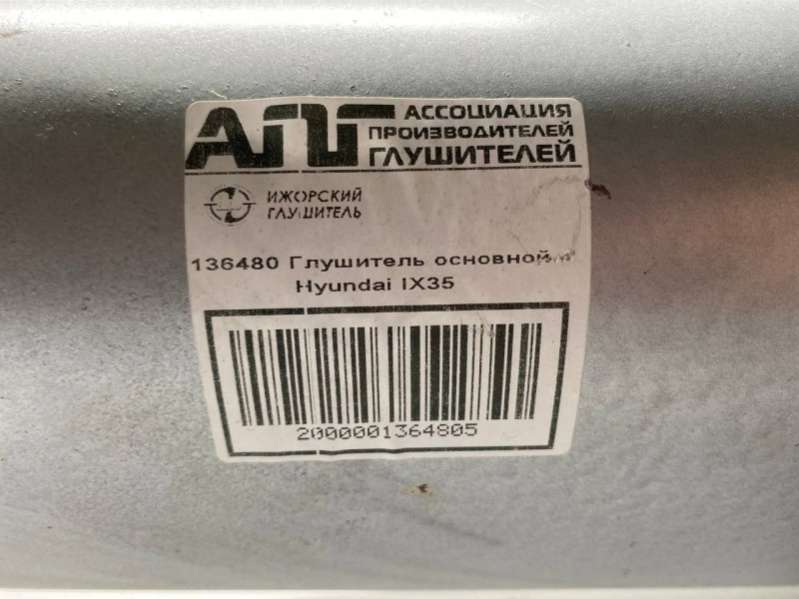 АПГ АССОЦИАЦИЯ
ПРОИЗВОДИТЕЛЕЙ
ГЛУШИТЕЛЕЙ
ИЖОРСКИЙ
ГЛУШИТЕЛЬ
136480 Глушитель основной
Hyundai IX35
2000001364805